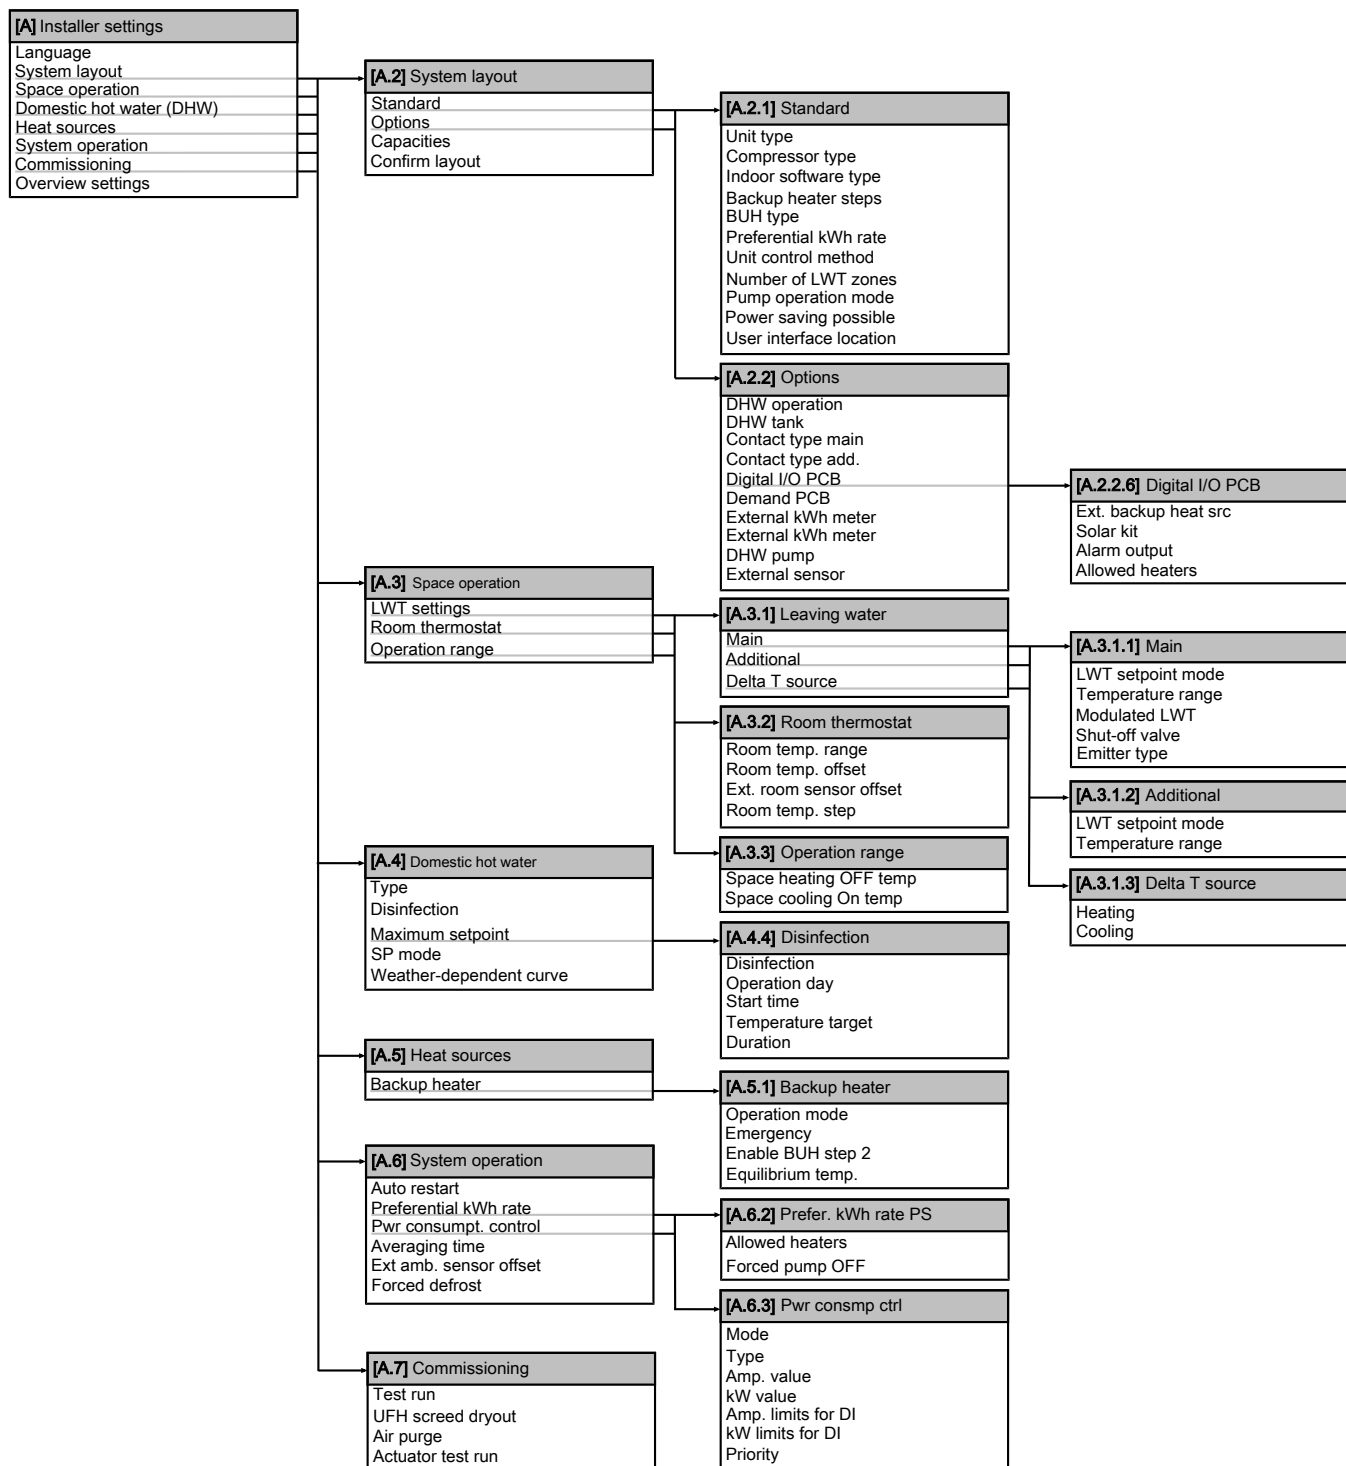 [A] Installer settings
Language
System layout
Space operation
Domestic hot water (DHW)
Heat sources
System operation
Commissioning
Overview settings
[A.2] System layout
Standard
Options
Capacities
Confirm layout
[A.2.1] Standard
Unit type
Compressor type
Indoor software type
Backup heater steps
BUH type
Preferential kWh rate
Unit control method
Number of LWT zones
Pump operation mode
Power saving possible
User interface location
[A.2.2] Options
DHW operation
DHW tank
Contact type main
Contact type add.
Digital I/O PCB
Demand PCB
External kWh meter
External kWh meter
DHW pump
External sensor
[A.2.2.6] Digital I/O PCB
Ext. backup heat src
Solar kit
Alarm output
Allowed heaters
[A.3] Space operation
LWT settings
Room thermostat
Operation range
[A.3.1] Leaving water
Main
Additional
Delta T source
[A.3.1.1] Main
LWT setpoint mode
Temperature range
Modulated LWT
Shut-off valve
Emitter type
[A.3.1.2] Additional
LWT setpoint mode
Temperature range
[A.3.1.3] Delta T source
Heating
Cooling
[A.3.2] Room thermostat
Room temp. range
Room temp. offset
Ext. room sensor offset
Room temp. step
[A.3.3] Operation range
Space heating OFF temp
Space cooling On temp
[A.4] Domestic hot water
Type
Disinfection
Maximum setpoint
SP mode
Weather-dependent curve
[A.4.4] Disinfection
Disinfection
Operation day
Start time
Temperature target
Duration
[A.5] Heat sources
Backup heater
[A.5.1] Backup heater
Operation mode
Emergency
Enable BUH step 2
Equilibrium temp.
[A.6] System operation
Auto restart
Preferential kWh rate
Pwr consumpt. control
Averaging time
Ext amb. sensor offset
Forced defrost
[A.6.2] Prefer. kWh rate PS
Allowed heaters
Forced pump OFF
[A.6.3] Pwr consmp ctrl
Mode
Type
Amp. value
kW value
Amp. limits for DI
kW limits for DI
Priority
[A.7] Commissioning
Test run
UFH screed dryout
Air purge
Actuator test run